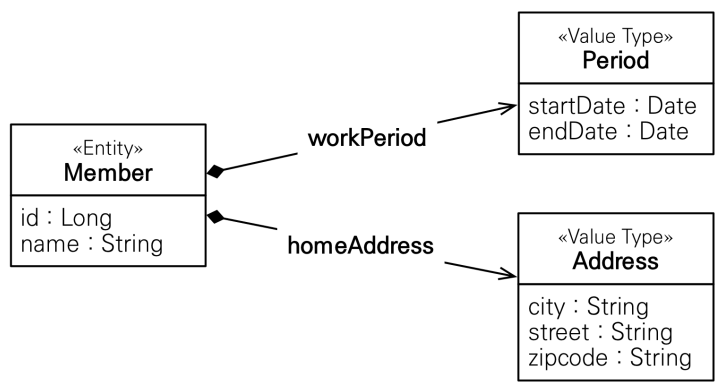 «Entity»
Member
id : Long
name : String
workPeriod
homeAddress
«Value Type»
Period
startDate : Date
endDate : Date
«Value Type»
Address
city : String
street : String
zipcode : String